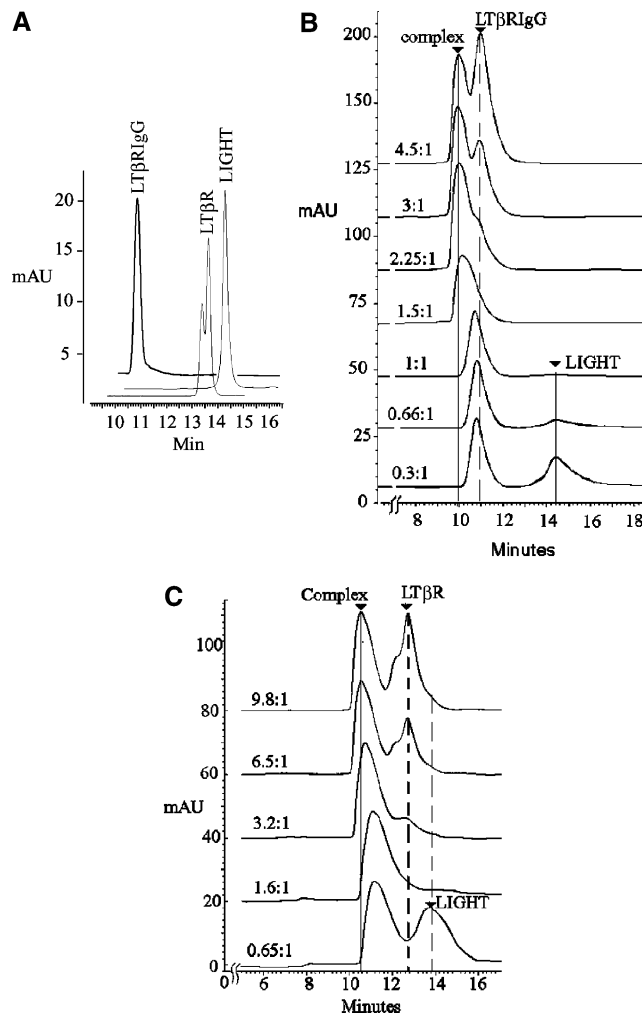 A
LTβRIgG
LTβR
LIGHT
20
15
mAU
10
5
10 11 12 13 14 15 16
Min
B
LTβRIgG
complex
200
175
150
4.5:1
125
mAU
3:1
100
2.25:1
75
1.5:1
50
1:1
LIGHT
0.66:1
25
0.3:1
0
8 10 12 14 16 18
Minutes
C
Complex
LTβR
100
9.8:1
80
6.5:1
60
mAU
3.2:1
40
1.6:1
20
LIGHT
0.65:1
0
0 6 8 10 12 14 16
Minutes